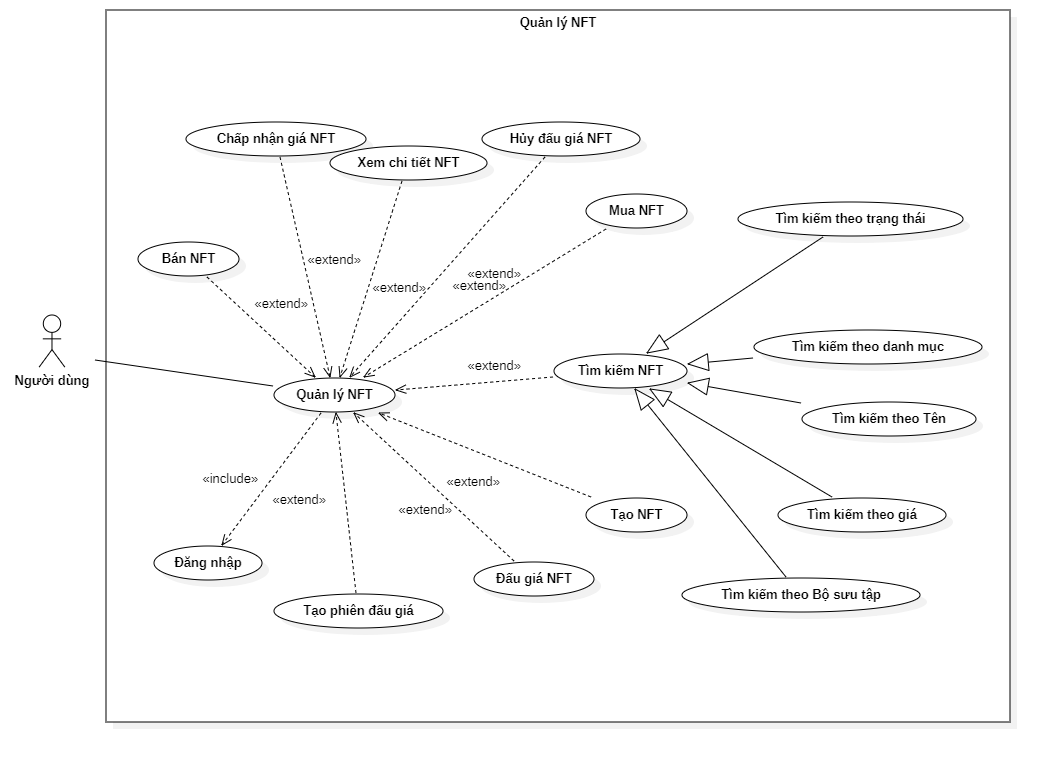 Quản lý NFT
Chấp nhận giá NFT
Hủy đấu giá NFT
Xem chi tiết NFT
Mua NFT
Tìm kiếm theo trạng thái
Bán NFT
«extend»
«extend»
«extend»
«extend»
«extend»
Người dùng
Tìm kiếm theo danh mục
«extend»
Tìm kiếm NFT
Quản lý NFT
Tìm kiếm theo Tên
«include»
«extend»
«extend»
«extend»
Tạo NFT
Tìm kiếm theo giá
Đăng nhập
Đấu giá NFT
Tìm kiếm theo Bộ sưu tập
Tạo phiên đấu giá